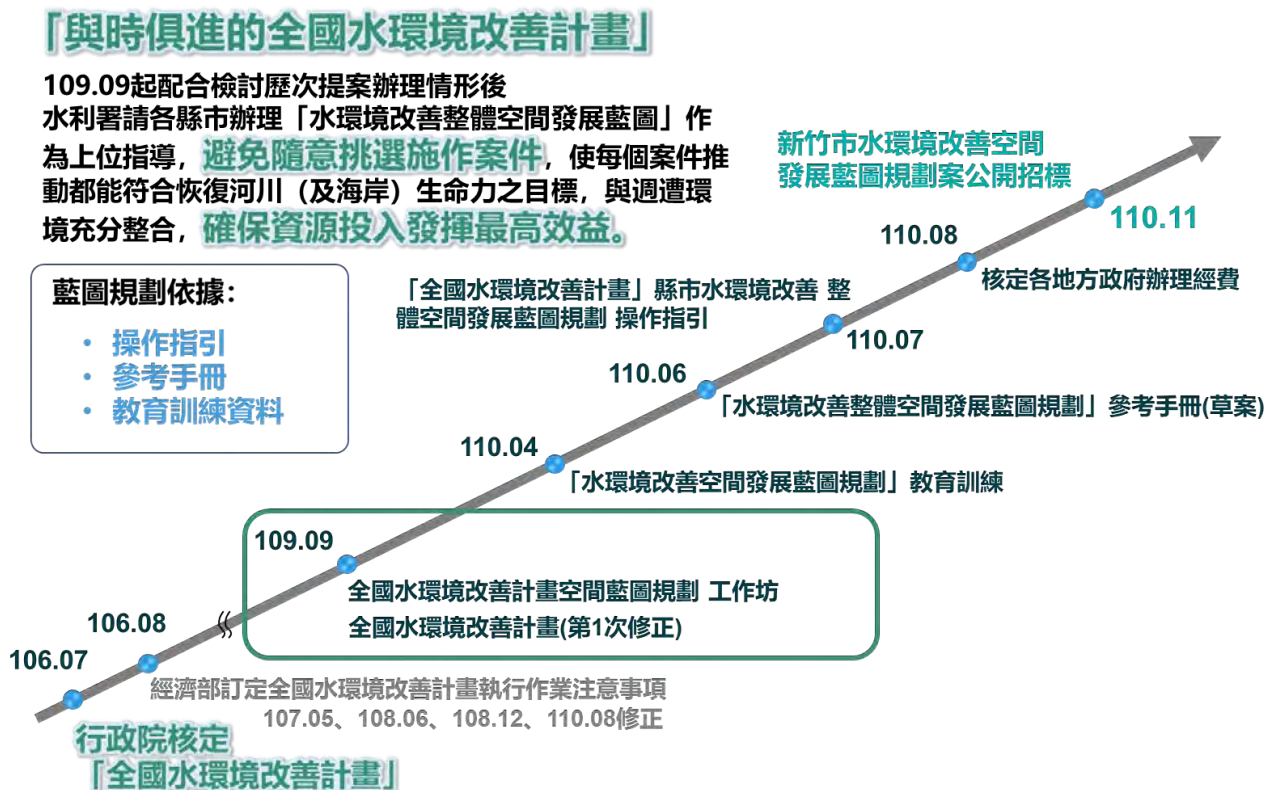 「與時俱進的全國水環境改善計畫」
109.09起配合檢討歷次提案辦理情形後
水利署請各縣市辦理「水環境改善整體空間發展藍圖」作
為上位指導，避免隨意挑選施作案件，使每個案件推
動都能符合恢復河川（及海岸）生命力之目標，與週遭環
境充分整合，確保資源投入發揮最高效益。
藍圖規劃依據：
• 操作指引
• 參考手冊
• 教育訓練資料
新竹市水環境改善空間
發展藍圖規劃案公開招標
110.11
110.08
核定各地方政府辦理經費
「全國水環境改善計畫」縣市水環境改善 整
體空間發展藍圖規劃 操作指引
110.07
110.06
「水環境改善整體空間發展藍圖規劃」參考手冊(草案)
110.04
「水環境改善空間發展藍圖規劃」教育訓練
109.09
全國水環境改善計畫空間藍圖規劃 工作坊
全國水環境改善計畫(第1次修正)
106.08
經濟部訂定全國水環境改善計畫執行作業注意事項
107.05、108.06、108.12、110.08修正
106.07
行政院核定
「全國水環境改善計畫」